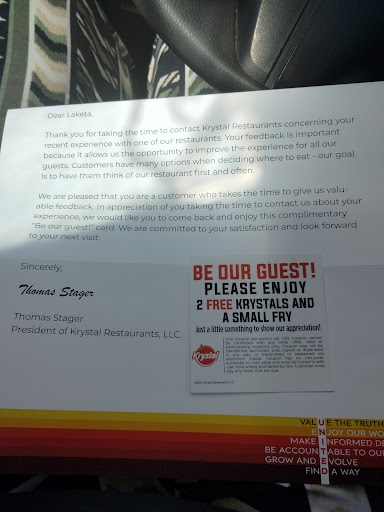 Dear Laketa,
Thank you for taking the time to contact Krystal Restaurants concerning your
recent experience with one of our restaurants. Your feedback is important
because it allows us the opportunity to improve the experience for all our
guests. Customers have many options when deciding where to eat - our goal
is to have them think of our restaurant first and often.
We are pleased that you are a customer who takes the time to give us valu-
able feedback. In appreciation of you taking the time to contact us about your
experience, we would like you to come back and enjoy this complimentary
"Be our guest!" card. We are committed to your satisfaction and look forward
to your next visit.
Sincerely,
Thomas Stager
Thomas Stager
President of Krystal Restaurants, LLC.
BE OUR GUEST!
PLEASE ENJOY
2 FREE KRYSTALS AND
A SMALL FRY
Just a little something to show our appreciation!
Krystal
VALUE THE TRUTH
ENJOY OUR WO
MAKE INFORMED DE
BE ACCOUNTABLE TO OU
GROW AND EVOLVE
FIND A WAY